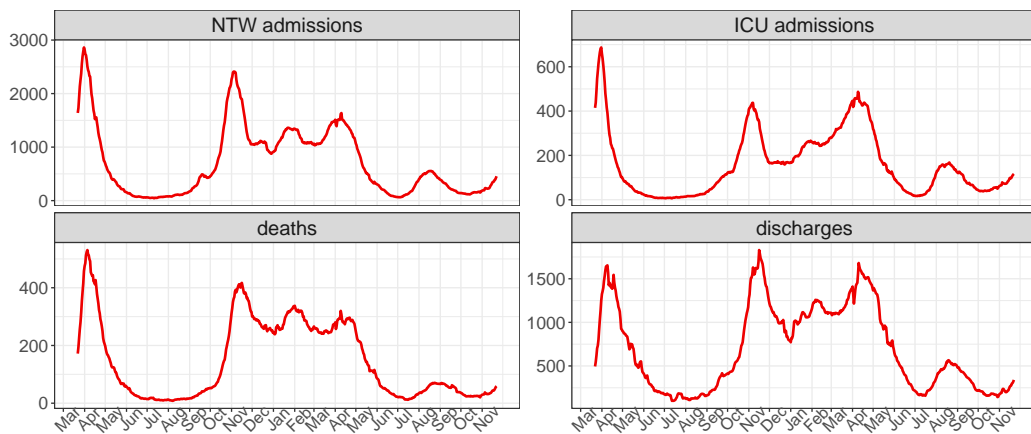 NTW admissions
ICU admissions
3000
2000
1000
0
600
400
200
0
deaths
discharges
400
200
0
1500
1000
500
Mar Apr May Jun Jul Aug Sep Oct Nov Dec Jan Feb Mar Apr May Jun Jul Aug Sep Oct Nov
Mar Apr May Jun Jul Aug Sep Oct Nov Dec Jan Feb Mar Apr May Jun Jul Aug Sep Oct Nov